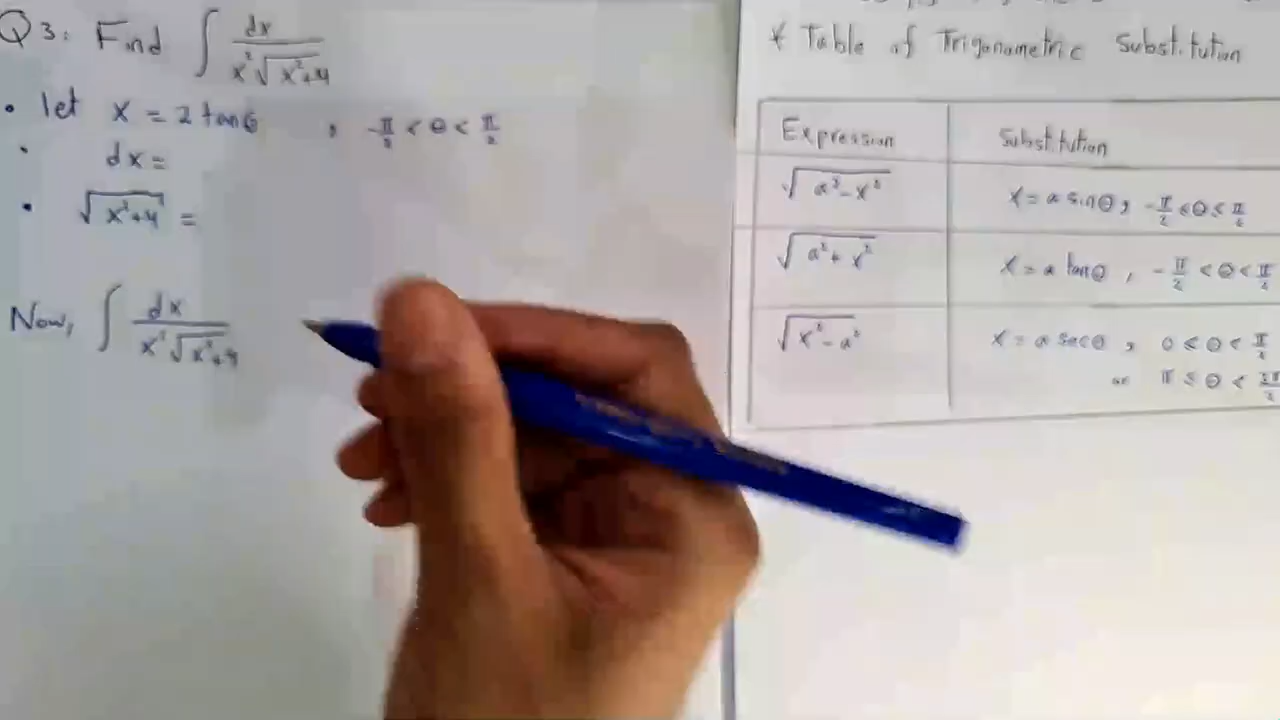 Q3: Find ∫ dx / x²√x²+4
• let x = 2 tanθ , -π/2 < θ < π/2
• dx =
• √x²+4 =
Now, ∫ dx / x²√x²+4
* Table of Trigonometric Substitution
Expression Substitution
√a²-x² x = a sinθ, -π/2 ≤ θ ≤ π/2
√a²+x² x = a tanθ, -π/2 < θ < π/2
√x²-a² x = a secθ, 0 < θ < π/2
or π ≤ θ < 3π/2